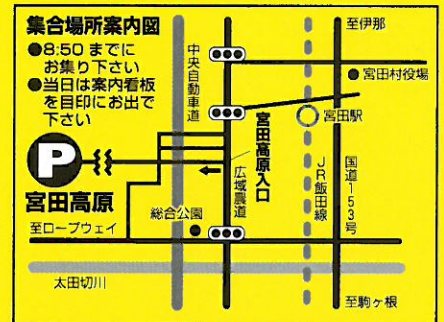 集合場所案内図
●8:50 までに
お集り下さい
●当日は案内看板
を目印にお出で
下さい
P
宮田高原
至ロープウェイ
総合公園
太田切川
中央自動車道
広域農道
宮田高原入口
JR飯田線
国道153号
至伊那
宮田村役場
宮田駅
至駒ヶ根